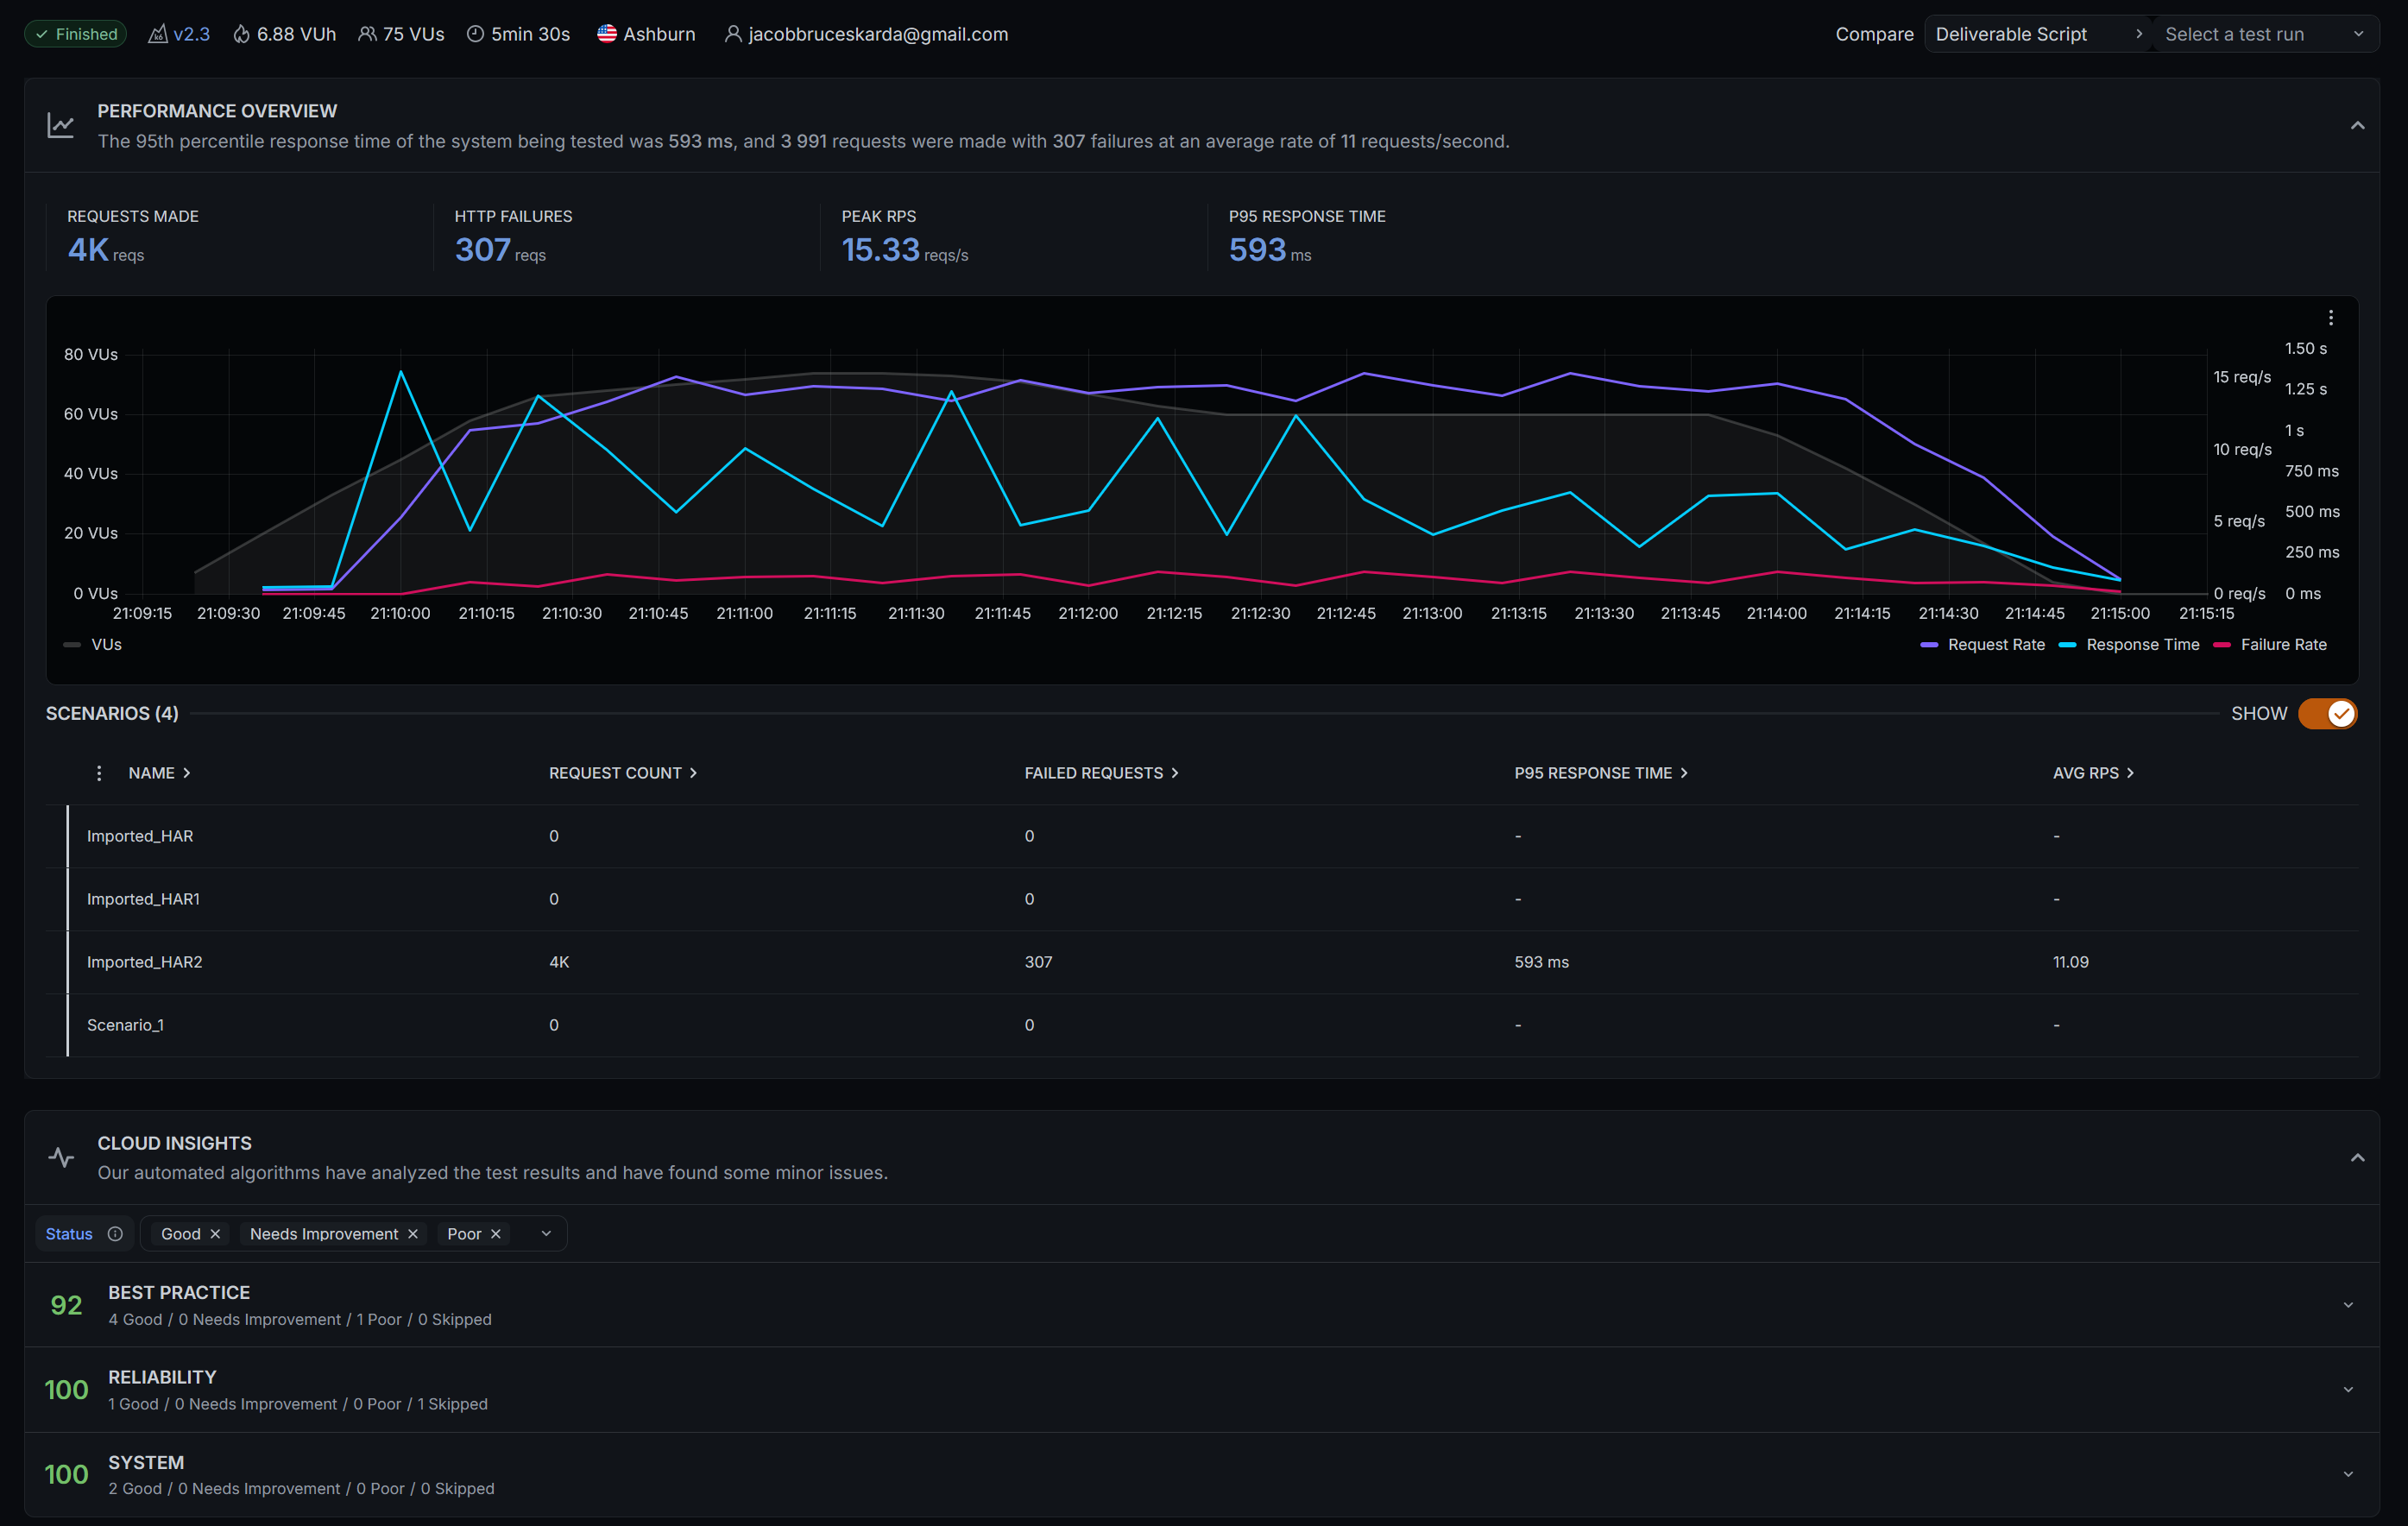 Finished v2.3 6.88 VUh 75 VUs 5min 30s Ashburn jacobbruceskarda@gmail.com Compare Deliverable Script Select a test run
PERFORMANCE OVERVIEW
The 95th percentile response time of the system being tested was 593 ms, and 3 991 requests were made with 307 failures at an average rate of 11 requests/second.
REQUESTS MADE HTTP FAILURES PEAK RPS P95 RESPONSE TIME
4K reqs 307 reqs 15.33 reqs/s 593 ms
80 VUs
60 VUs
40 VUs
20 VUs
0 VUs
15 req/s
10 req/s
5 req/s
0 req/s
1.50 s
1.25 s
1 s
750 ms
500 ms
250 ms
0 ms
21:09:15 21:09:30 21:09:45 21:10:00 21:10:15 21:10:30 21:10:45 21:11:00 21:11:15 21:11:30 21:11:45 21:12:00 21:12:15 21:12:30 21:12:45 21:13:00 21:13:15 21:13:30 21:13:45 21:14:00 21:14:15 21:14:30 21:14:45 21:15:00 21:15:15
VUs Request Rate Response Time Failure Rate
SCENARIOS (4) SHOW
NAME REQUEST COUNT FAILED REQUESTS P95 RESPONSE TIME AVG RPS
Imported_HAR 0 0 - -
Imported_HAR1 0 0 - -
Imported_HAR2 4K 307 593 ms 11.09
Scenario_1 0 0 - -
CLOUD INSIGHTS
Our automated algorithms have analyzed the test results and have found some minor issues.
Status Good Needs Improvement Poor
92 BEST PRACTICE
4 Good / 0 Needs Improvement / 1 Poor / 0 Skipped
100 RELIABILITY
1 Good / 0 Needs Improvement / 0 Poor / 1 Skipped
100 SYSTEM
2 Good / 0 Needs Improvement / 0 Poor / 0 Skipped